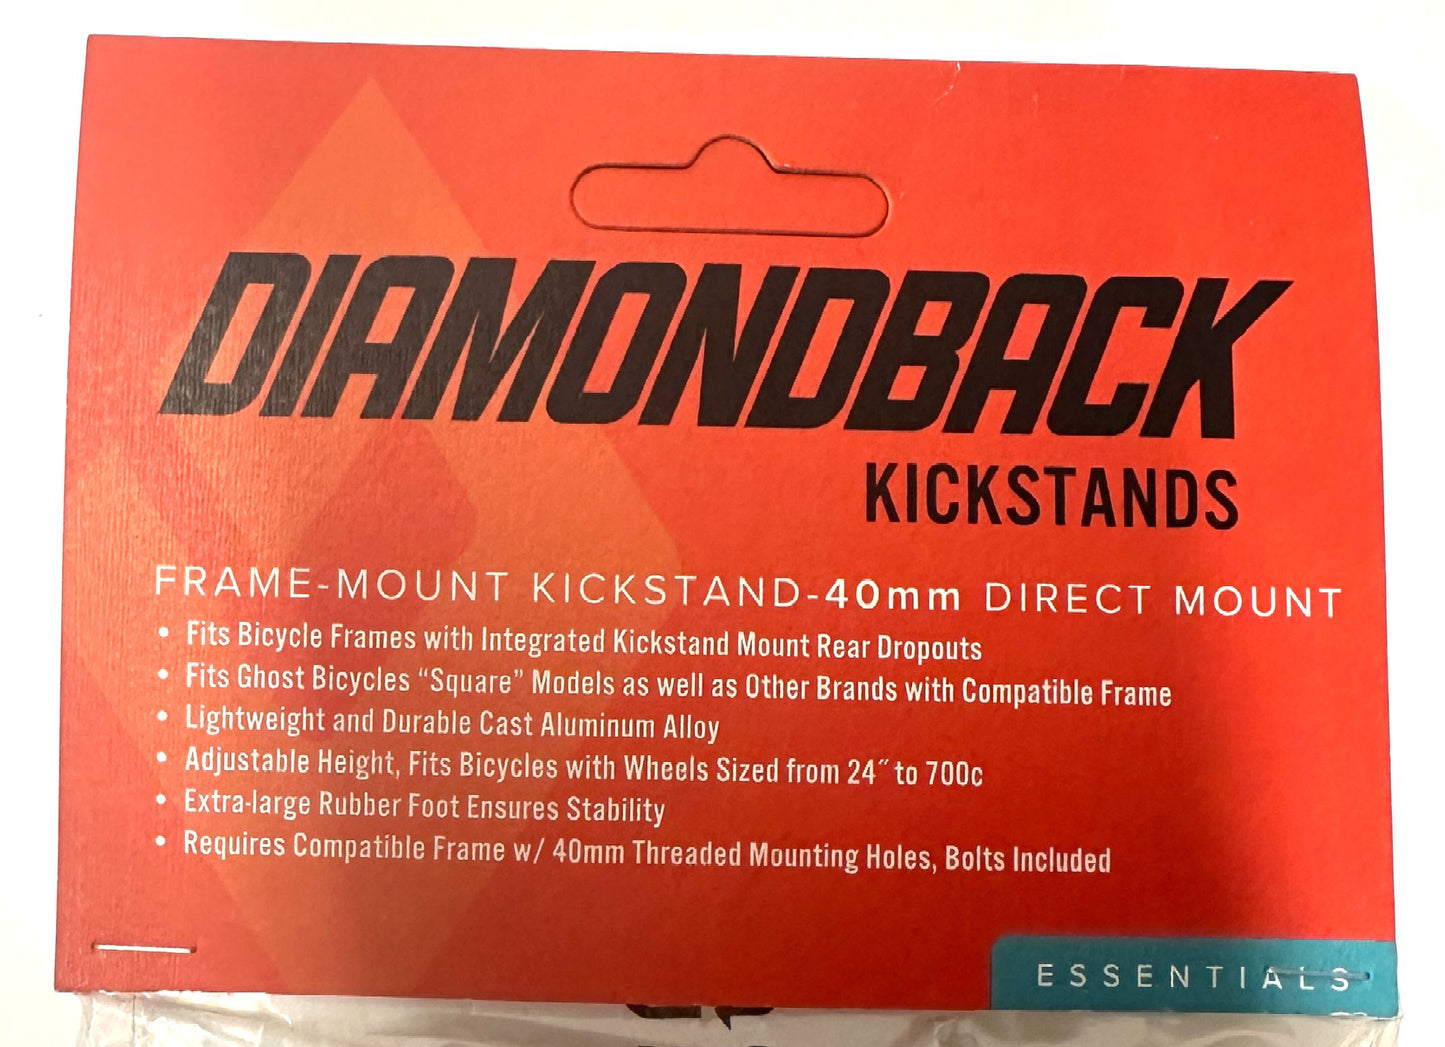 DIAMONDBACK
KICKSTANDS
FRAME-MOUNT KICKSTAND-40mm DIRECT MOUNT
• Fits Bicycle Frames with Integrated Kickstand Mount Rear Dropouts
• Fits Ghost Bicycles “Square” Models as well as Other Brands with Compatible Frame
• Lightweight and Durable Cast Aluminum Alloy
• Adjustable Height, Fits Bicycles with Wheels Sized from 24″ to 700c
• Extra-large Rubber Foot Ensures Stability
• Requires Compatible Frame w/ 40mm Threaded Mounting Holes, Bolts Included
ESSENTIALS